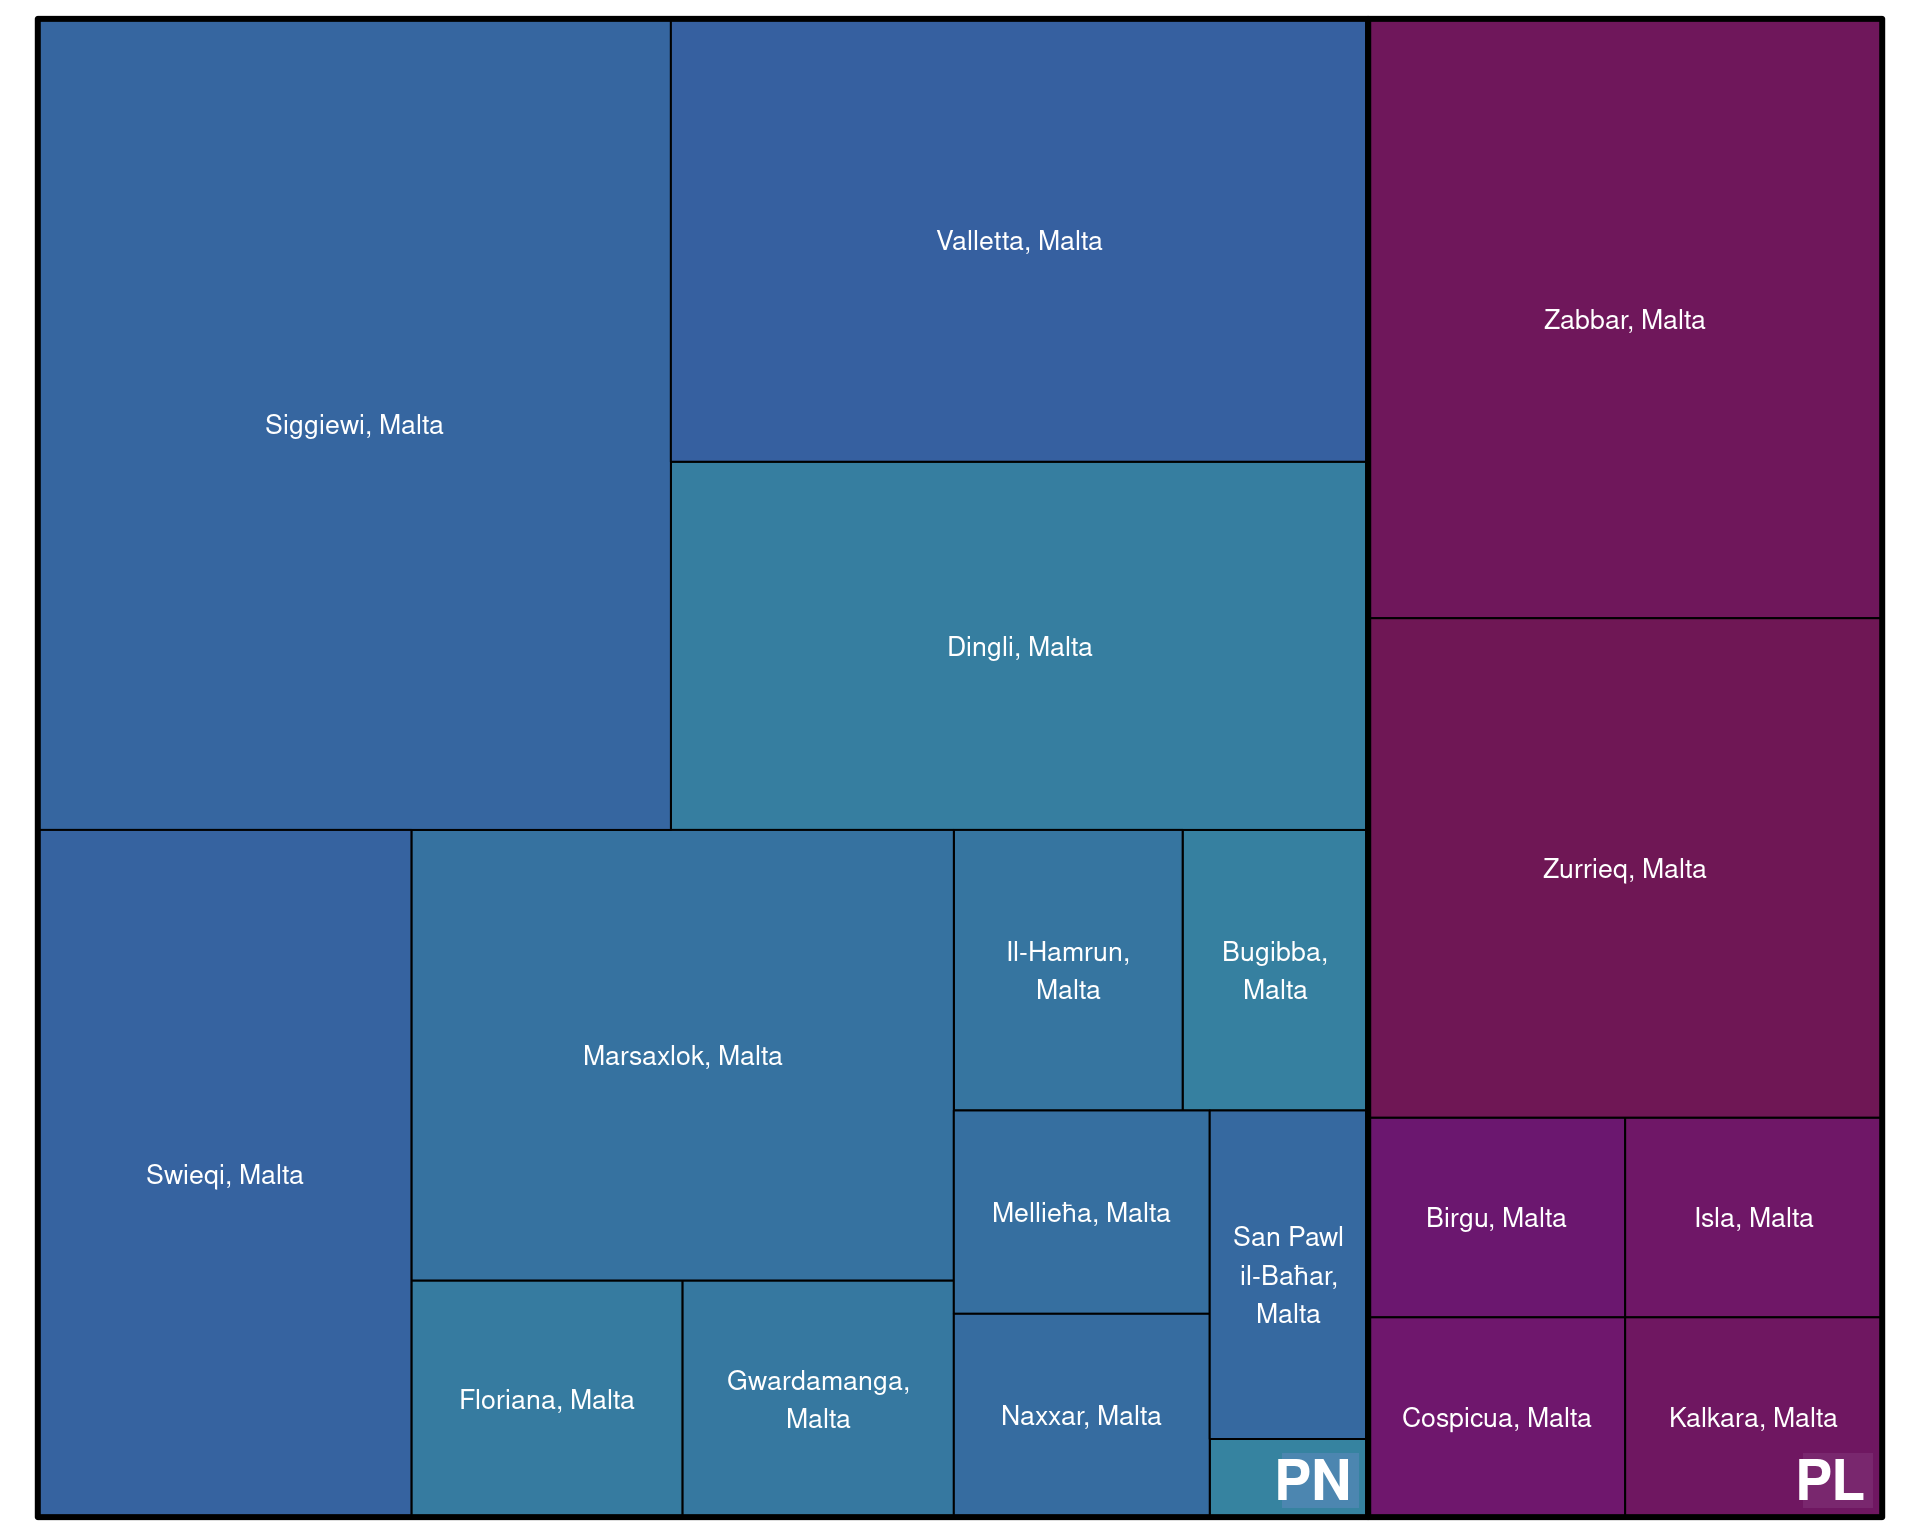 Siggiewi, Malta
Valletta, Malta
Dingli, Malta
Swieqi, Malta
Marsaxlok, Malta
Floriana, Malta
Gwardamanga,
Malta
Il-Hamrun,
Malta
Bugibba,
Malta
Mellieħa, Malta
San Pawl
il-Baħar,
Malta
Naxxar, Malta
PN
Zabbar, Malta
Zurrieq, Malta
Birgu, Malta
Isla, Malta
Cospicua, Malta
Kalkara, Malta
PL